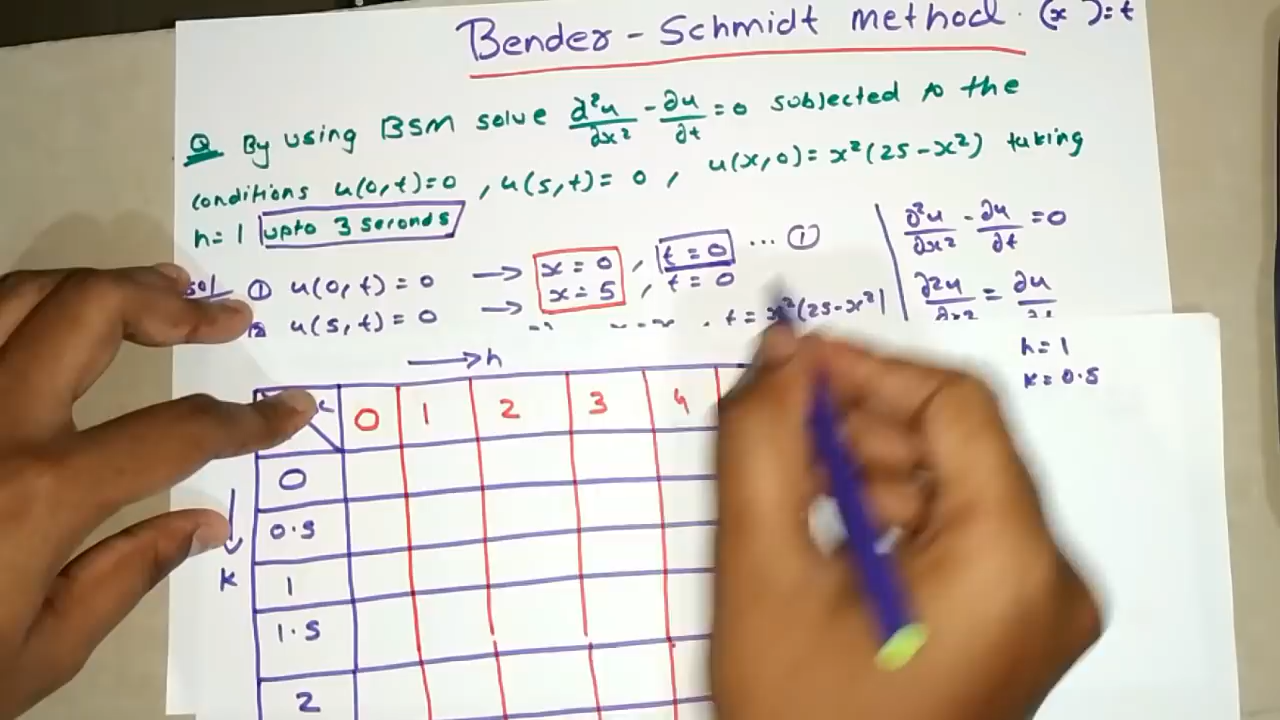 Bender-Schmidt method. (x ) = t
Q By using BSM solve ∂²u/∂x² - ∂u/∂t = 0 subjected to the
conditions u(0,t)=0 , u(5,t)=0 , u(x,0)=x²(25-x²) taking
h=1 upto 3 seconds
sol ① u(0,t)=0 → x=0 , t=0 ... ①
u(5,t)=0 → x=5 , t=0
t = x²(25-x²)
∂²u/∂x² - ∂u/∂t = 0
∂²u/∂x² = ∂u/
h=1
k=0.5
→ h
0 1 2 3 4
0
0.5
k
1
1.5
2